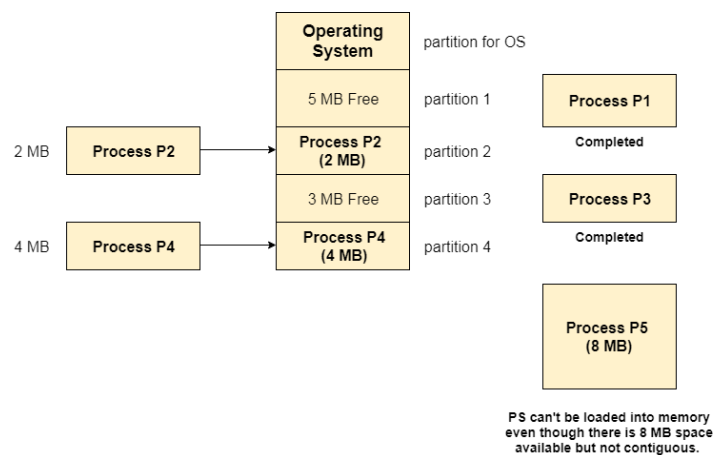 Operating
System
partition for OS
5 MB Free
partition 1
Process P1
Completed
2 MB
Process P2
Process P2
(2 MB)
partition 2
3 MB Free
partition 3
Process P3
Completed
4 MB
Process P4
Process P4
(4 MB)
partition 4
Process P5
(8 MB)
PS can't be loaded into memory
even though there is 8 MB space
available but not contiguous.